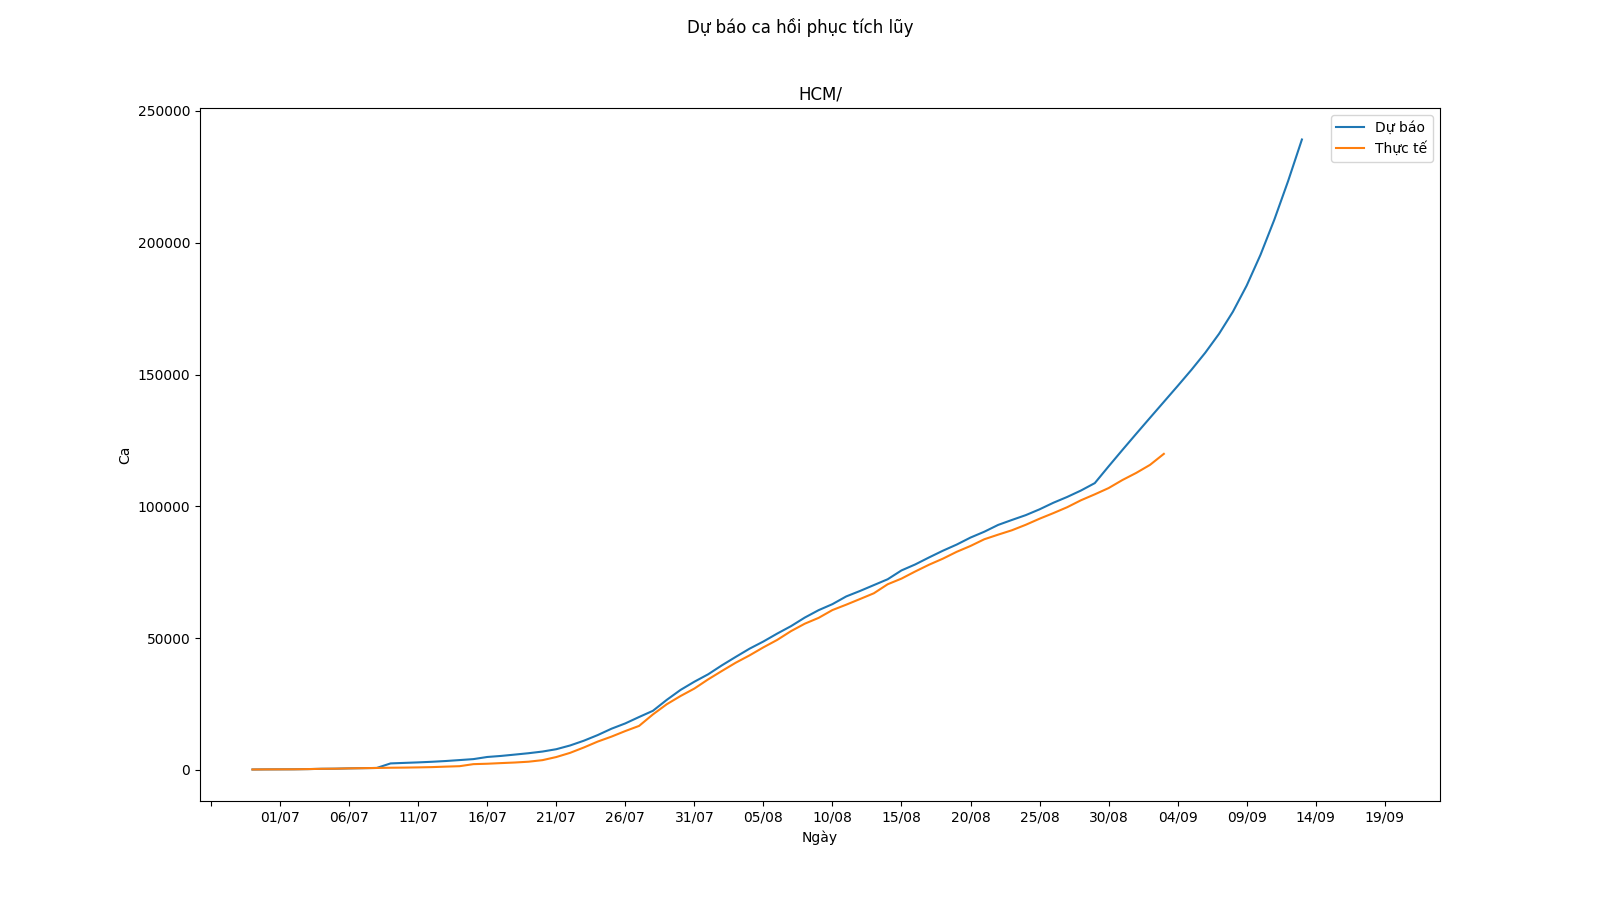 Dự báo ca hồi phục tích lũy
HCM/
250000
200000
150000
100000
50000
0
Ca
Dự báo
Thực tế
01/07 06/07 11/07 16/07 21/07 26/07 31/07 05/08 10/08 15/08 20/08 25/08 30/08 04/09 09/09 14/09 19/09
Ngày